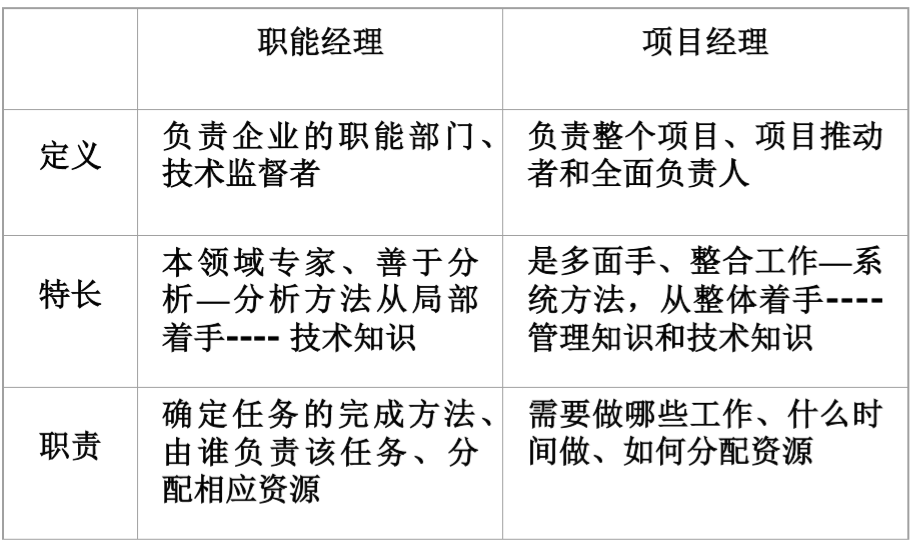 职能经理
项目经理
定义
负责企业的职能部门、
技术监督者
负责整个项目、项目推动
者和全面负责人
特长
本领域专家、善于分
析—分析方法从局部
着手---- 技术知识
是多面手、整合工作—系
统方法，从整体着手----
管理知识和技术知识
职责
确定任务的完成方法、
由谁负责该任务、分
配相应资源
需要做哪些工作、什么时
间做、如何分配资源